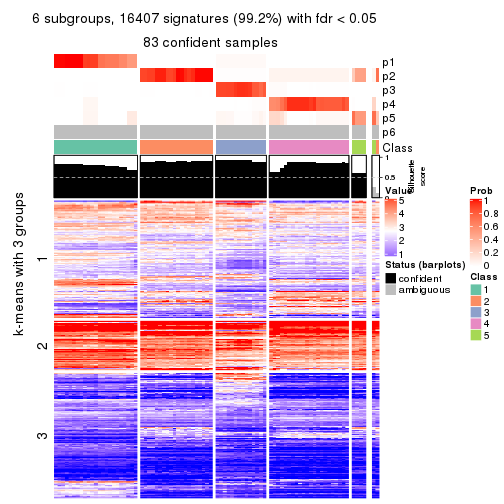 6 subgroups, 16407 signatures (99.2%) with fdr < 0.05
83 confident samples
p1
p2
p3
p4
p5
p6
Class
1
0.5
0
Silhouette
score
k-means with 3 groups
1
2
3
Value
5
4
3
2
1
Status (barplots)
confident
ambiguous
Prob
1
0.8
0.6
0.4
0.2
0
Class
1
2
3
4
5